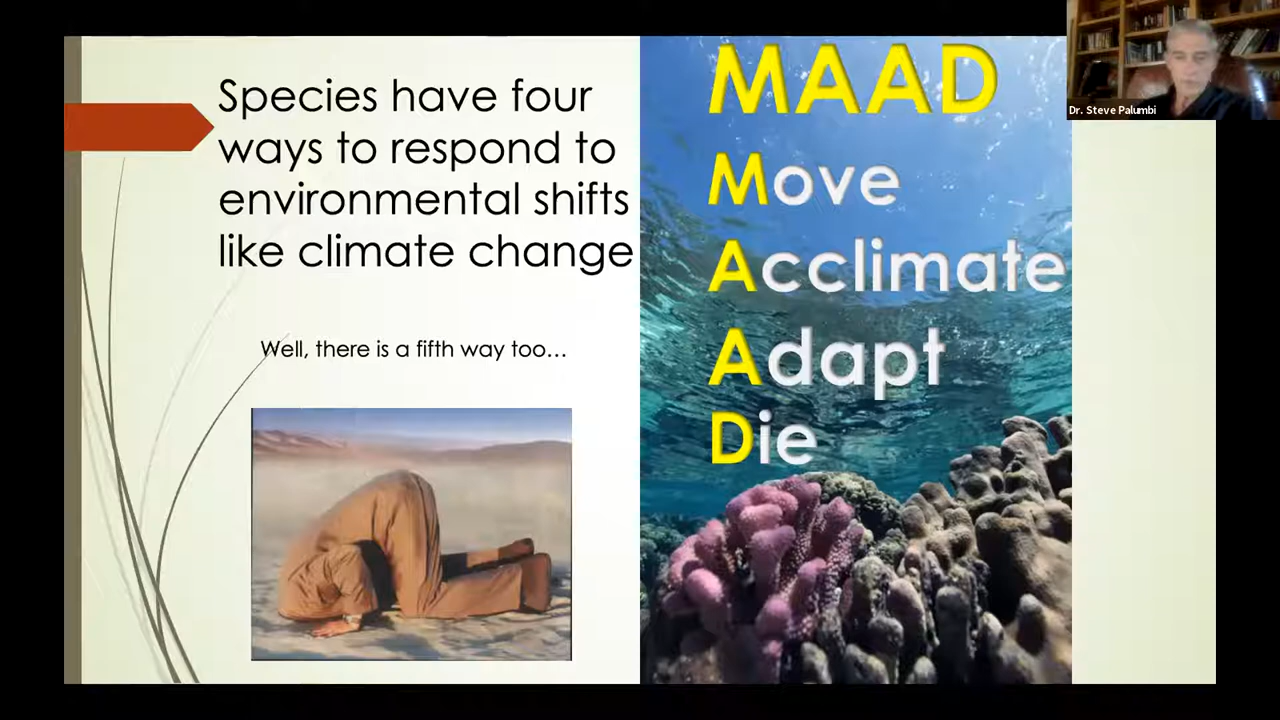 Species have four
ways to respond to
environmental shifts
like climate change
Well, there is a fifth way too...
MAAD
Move
Acclimate
Adapt
Die
Dr. Steve Palumbi